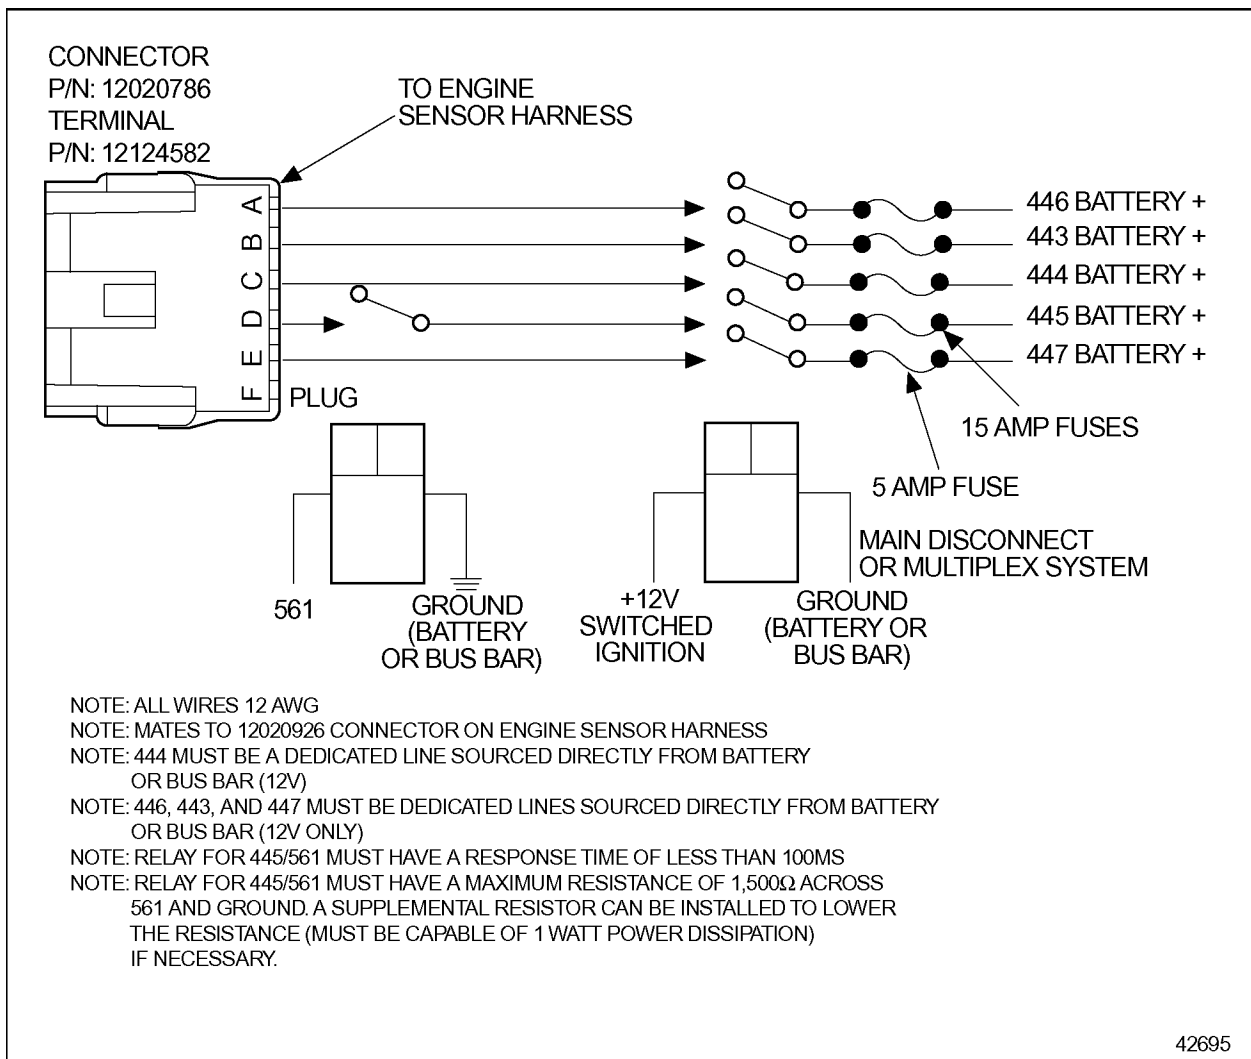 CONNECTOR
P/N: 12020786
TERMINAL
P/N: 12124582
TO ENGINE
SENSOR HARNESS
A
B
C
D
E
F
PLUG
446 BATTERY +
443 BATTERY +
444 BATTERY +
445 BATTERY +
447 BATTERY +
15 AMP FUSES
5 AMP FUSE
MAIN DISCONNECT
OR MULTIPLEX SYSTEM
561
GROUND
(BATTERY
OR BUS BAR)
+12V
SWITCHED
IGNITION
GROUND
(BATTERY OR
BUS BAR)
NOTE: ALL WIRES 12 AWG
NOTE: MATES TO 12020926 CONNECTOR ON ENGINE SENSOR HARNESS
NOTE: 444 MUST BE A DEDICATED LINE SOURCED DIRECTLY FROM BATTERY
OR BUS BAR (12V)
NOTE: 446, 443, AND 447 MUST BE DEDICATED LINES SOURCED DIRECTLY FROM BATTERY
OR BUS BAR (12V ONLY)
NOTE: RELAY FOR 445/561 MUST HAVE A RESPONSE TIME OF LESS THAN 100MS
NOTE: RELAY FOR 445/561 MUST HAVE A MAXIMUM RESISTANCE OF 1,500Ω ACROSS
561 AND GROUND. A SUPPLEMENTAL RESISTOR CAN BE INSTALLED TO LOWER
THE RESISTANCE (MUST BE CAPABLE OF 1 WATT POWER DISSIPATION)
IF NECESSARY.
42695